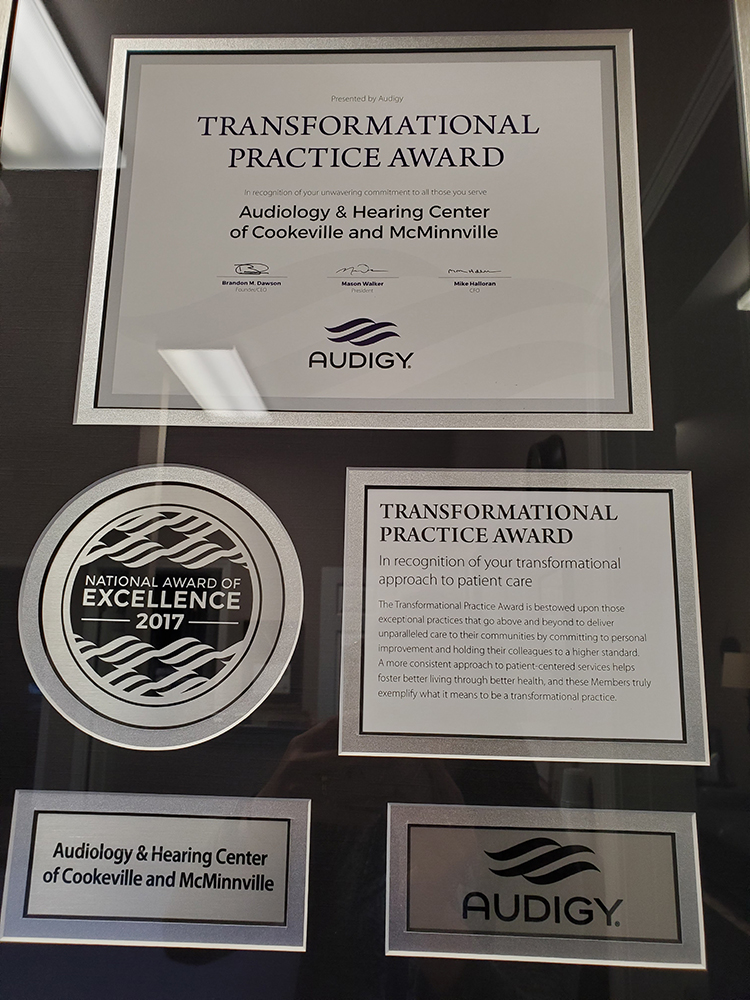 Presented by Audigy
TRANSFORMATIONAL
PRACTICE AWARD
In recognition of your unwavering commitment to all those you serve
Audiology & Hearing Center
of Cookeville and McMinnville
Brandon M. Dawson
Founder/CEO
Mason Walker
President
Mike Halloran
CFO
AUDIGY
NATIONAL AWARD OF
EXCELLENCE
2017
TRANSFORMATIONAL
PRACTICE AWARD
In recognition of your transformational
approach to patient care
The Transformational Practice Award is bestowed upon those
exceptional practices that go above and beyond to deliver
unparalleled care to their communities by committing to personal
improvement and holding their colleagues to a higher standard.
A more consistent approach to patient-centered services helps
foster better living through better health, and these Members truly
exemplify what it means to be a transformational practice.
Audiology & Hearing Center
of Cookeville and McMinnville
AUDIGY